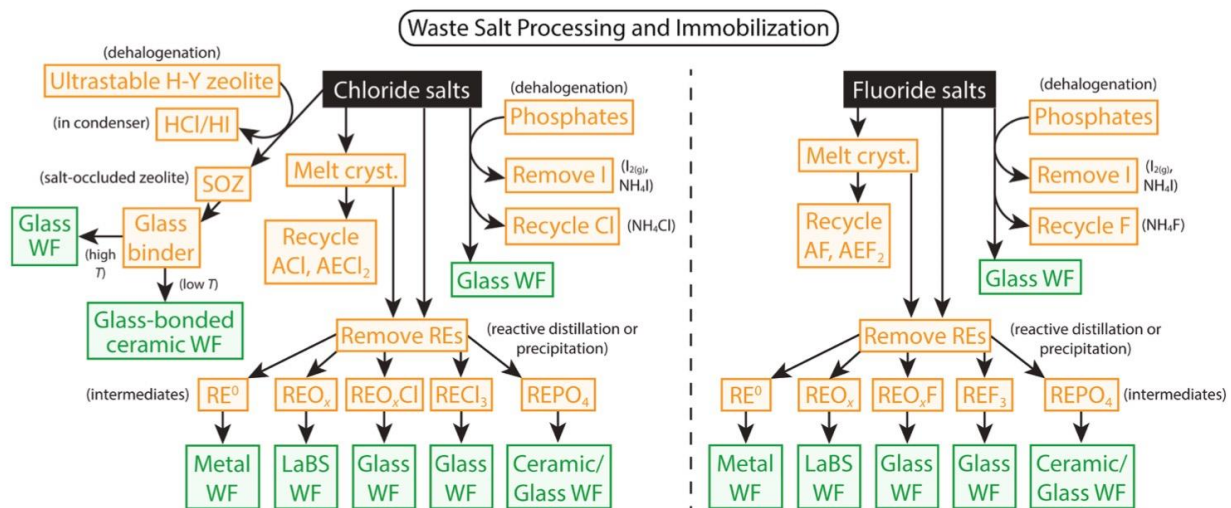 Waste Salt Processing and Immobilization
(dehalogenation)
Ultrastable H-Y zeolite
(in condenser)
HCl/HI
(salt-occluded zeolite)
SOZ
Glass
WF
(high
T)
Glass
binder
(low T)
Glass-bonded
ceramic WF
Chloride salts
Melt cryst.
Recycle
ACl, AECl₂
(dehalogenation)
Phosphates
Remove I
(I₂(g),
NH₄I)
Recycle Cl
(NH₄Cl)
Glass WF
Remove REs
(reactive distillation or
precipitation)
(intermediates)
RE⁰
REOₓ
REOₓCl
RECl₃
REPO₄
Metal
WF
LaBS
WF
Glass
WF
Glass
WF
Ceramic/
Glass WF
Fluoride salts
Melt cryst.
Recycle
AF, AEF₂
(dehalogenation)
Phosphates
Remove I
(I₂(g),
NH₄I)
Recycle F
(NH₄F)
Glass WF
Remove REs
(reactive distillation or
precipitation)
RE⁰
REOₓ
REOₓF
REF₃
REPO₄
(intermediates)
Metal
WF
LaBS
WF
Glass
WF
Glass
WF
Ceramic/
Glass WF